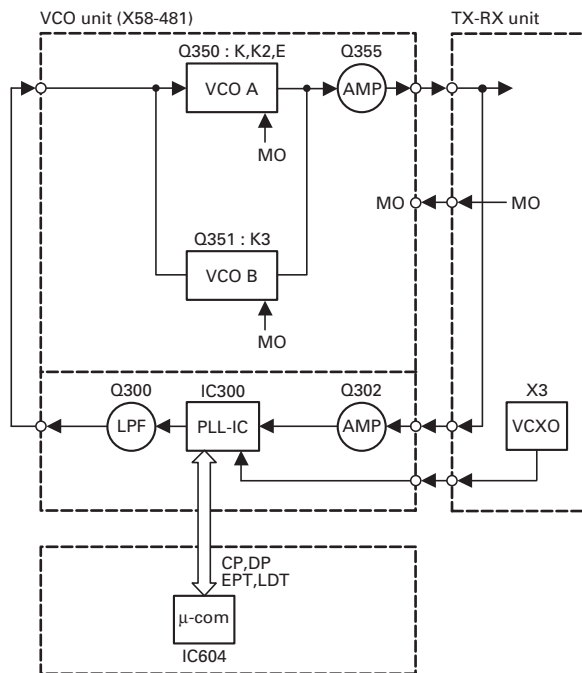 VCO unit (X58-481)
TX-RX unit
Q350 : K,K2,E
Q355
VCO A
AMP
MO
MO
MO
Q351 : K3
VCO B
MO
Q300
IC300
Q302
X3
LPF
PLL-IC
AMP
VCXO
CP,DP
EPT,LDT
µ-com
IC604